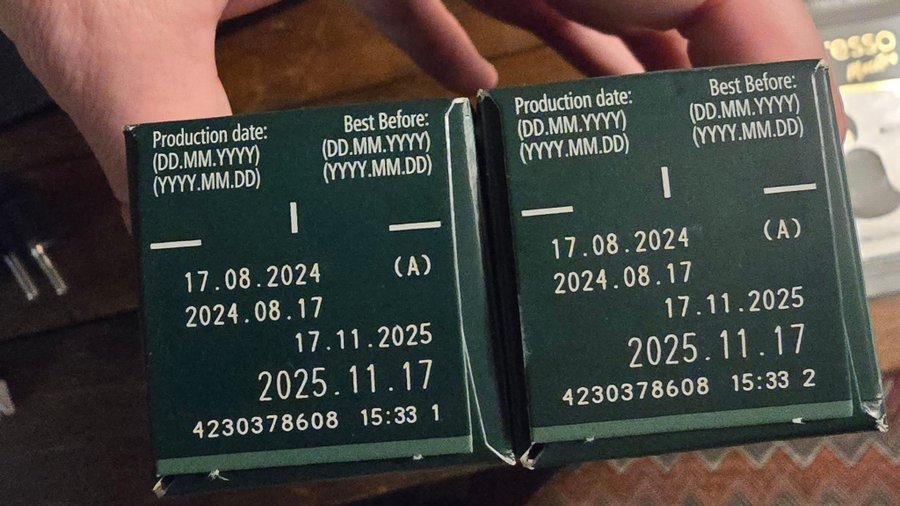 Production date:
(DD.MM.YYYY)
(YYYY.MM.DD)
Best Before:
(DD.MM.YYYY)
(YYYY.MM.DD)
17.08.2024 (A)
2024.08.17
17.11.2025
2025.11.17
4230378608 15:33 1
Production date:
(DD.MM.YYYY)
(YYYY.MM.DD)
Best Before:
(DD.MM.YYYY)
(YYYY.MM.DD)
17.08.2024 (A)
2024.08.17
17.11.2025
2025.11.17
4230378608 15:33 2